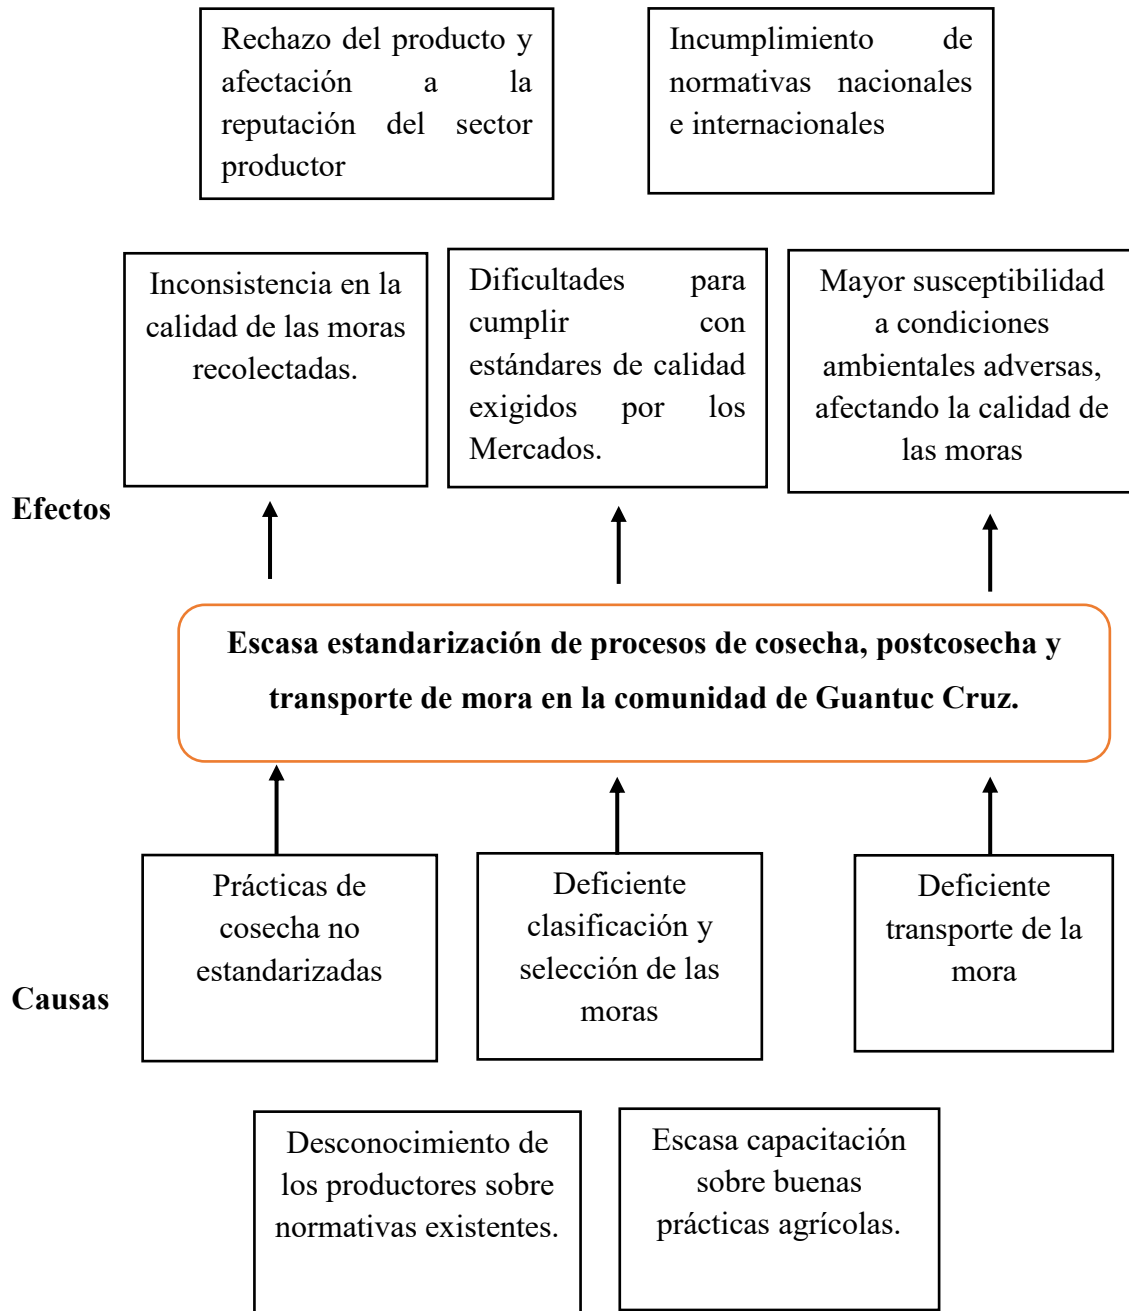 Rechazo del producto y
afectación a la
reputación del sector
productor
Incumplimiento de
normativas nacionales
e internacionales
Inconsistencia en la
calidad de las moras
recolectadas.
Dificultades para
cumplir con
estándares de calidad
exigidos por los
Mercados.
Mayor susceptibilidad
a condiciones
ambientales adversas,
afectando la calidad de
las moras
Efectos
Escasa estandarización de procesos de cosecha, postcosecha y
transporte de mora en la comunidad de Guantuc Cruz.
Prácticas de
cosecha no
estandarizadas
Deficiente
clasificación y
selección de las
moras
Deficiente
transporte de la
mora
Causas
Desconocimiento de
los productores sobre
normativas existentes.
Escasa capacitación
sobre buenas
prácticas agrícolas.